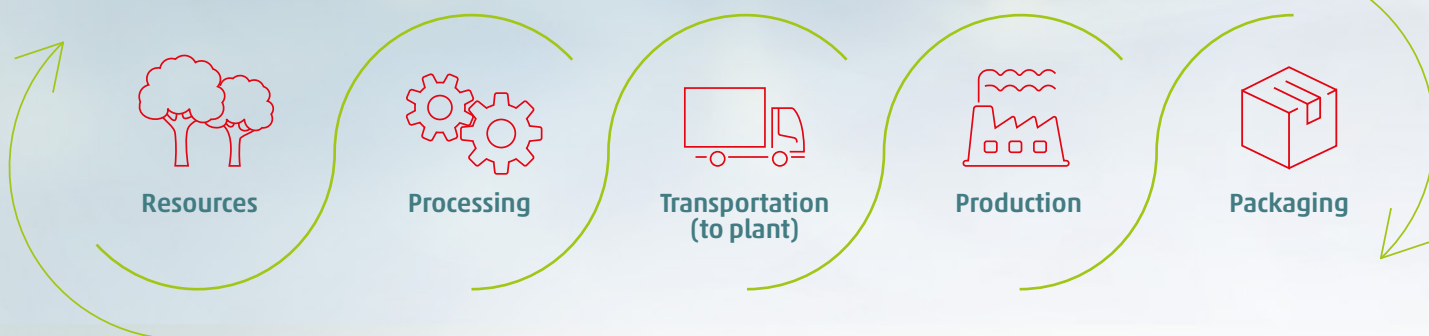 Resources
Processing
Transportation
(to plant)
Production
Packaging